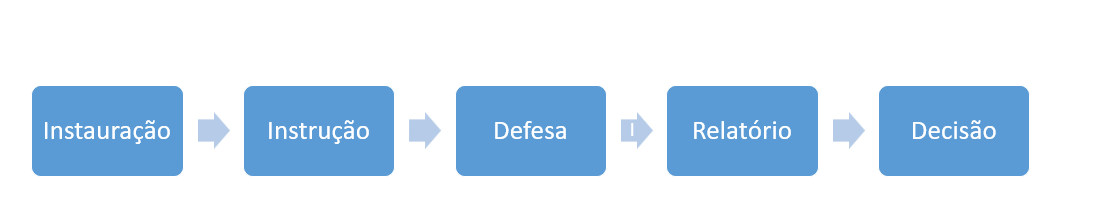 Instauração
Instrução
Defesa
I
Relatório
Decisão